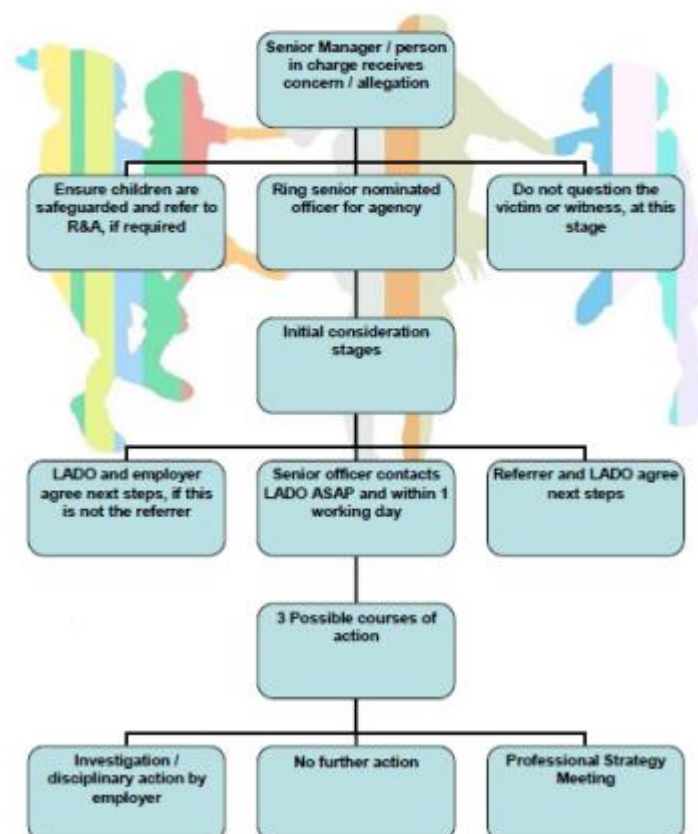 Senior Manager / person
in charge receives
concern / allegation
Ensure children are
safeguarded and refer to
R&A, if required
Ring senior nominated
officer for agency
Do not question the
victim or witness, at this
stage
Initial consideration
stages
LADO and employer
agree next steps, if this
is not the referrer
Senior officer contacts
LADO ASAP and within 1
working day
Referrer and LADO agree
next steps
3 Possible courses of
action
Investigation /
disciplinary action by
employer
No further action
Professional Strategy
Meeting